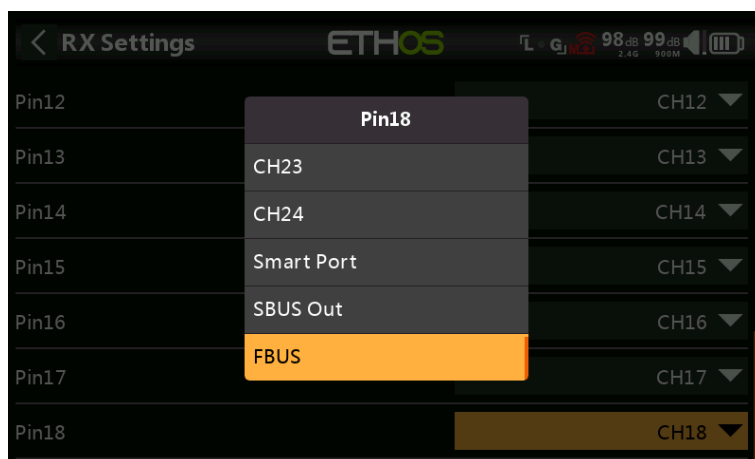 RX Settings ETHOS L G M 98dB 2.4G 99dB 900M
Pin12 CH12
Pin18
Pin13 CH23 CH13
Pin14 CH24 CH14
Pin15 Smart Port CH15
Pin16 SBUS Out CH16
FBUS
Pin17 CH17
Pin18 CH18